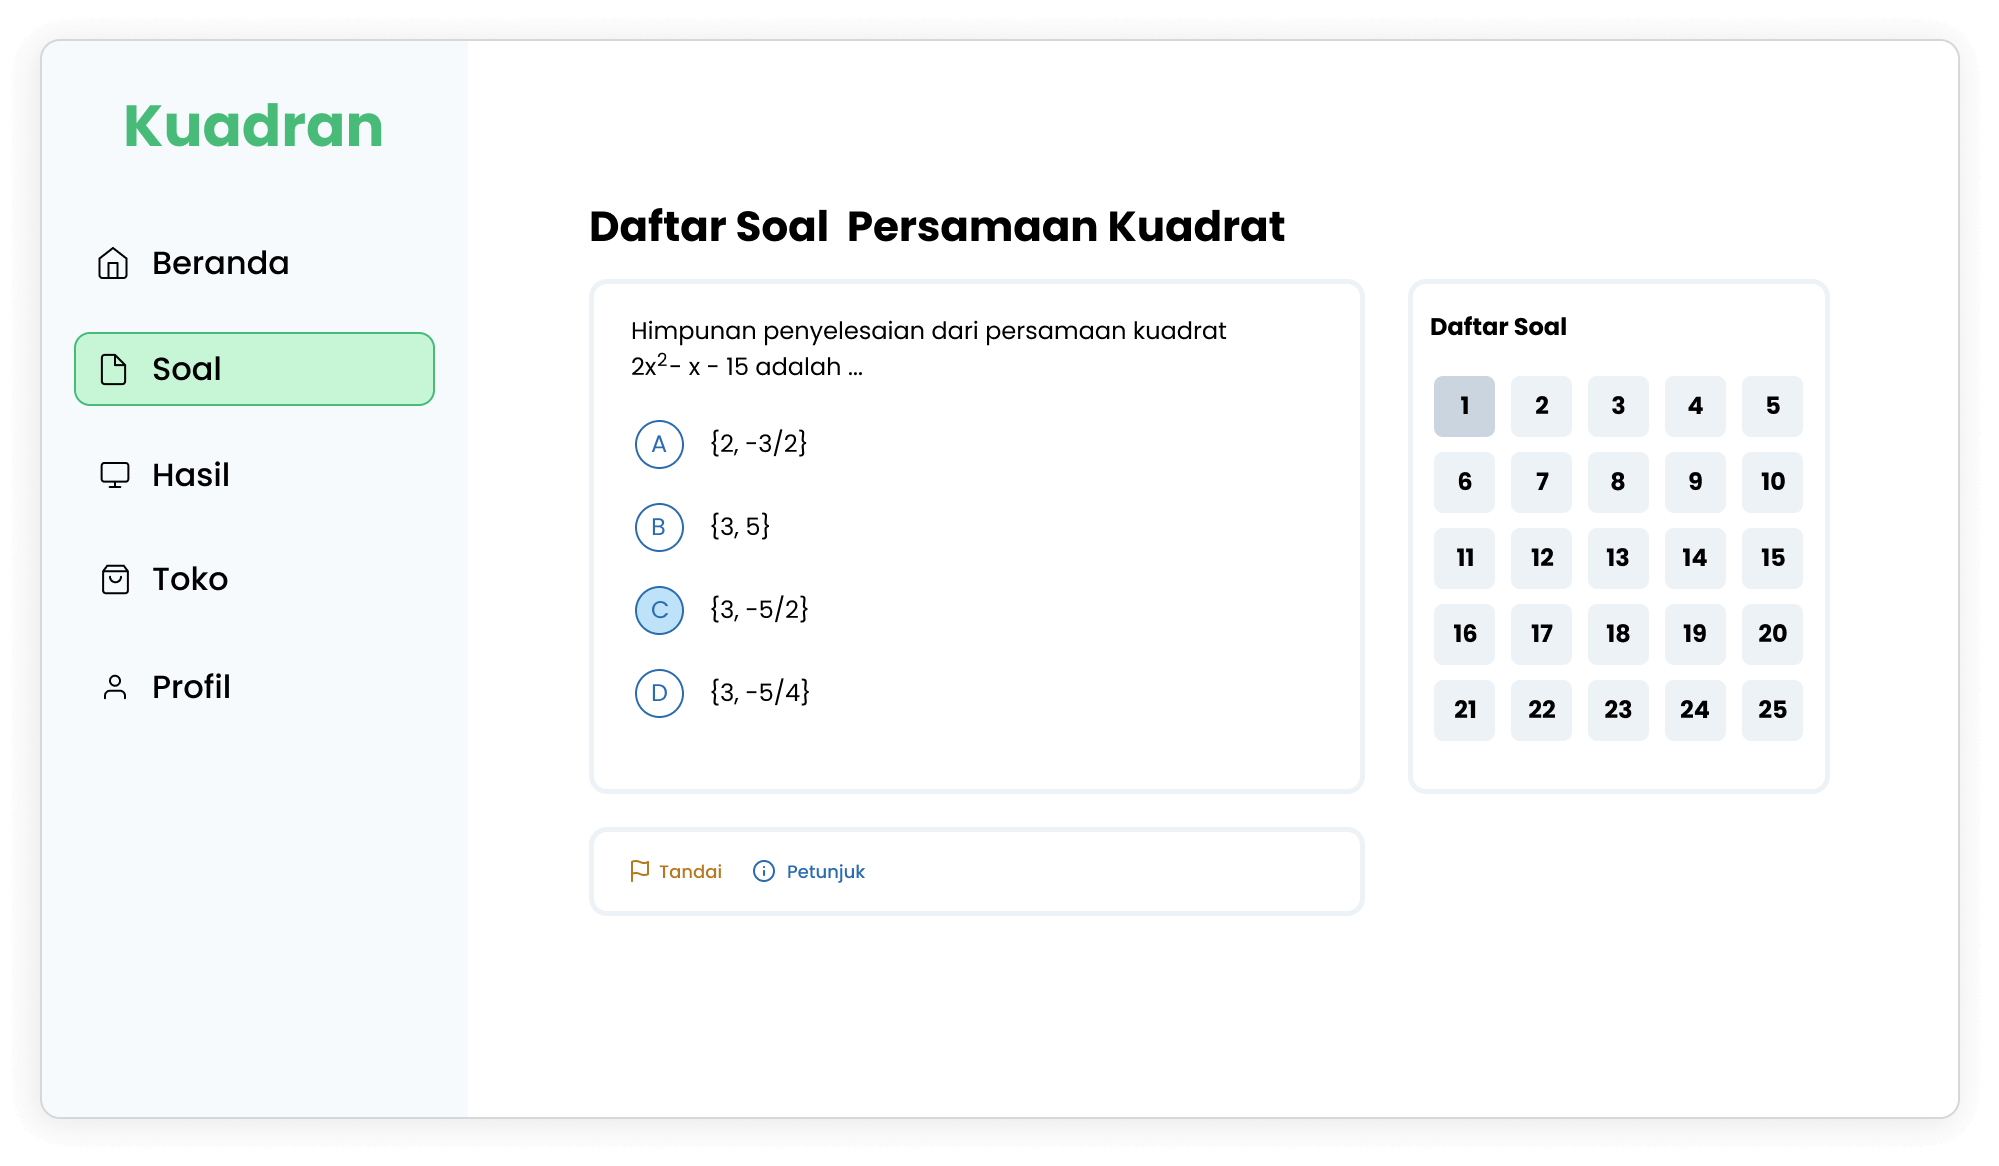 Kuadran
Beranda
Soal
Hasil
Toko
Profil
Daftar Soal  Persamaan Kuadrat
Himpunan penyelesaian dari persamaan kuadrat
2x²- x - 15 adalah ...
A {2, -3/2}
B {3, 5}
C {3, -5/2}
D {3, -5/4}
Tandai Petunjuk
Daftar Soal
1 2 3 4 5
6 7 8 9 10
11 12 13 14 15
16 17 18 19 20
21 22 23 24 25